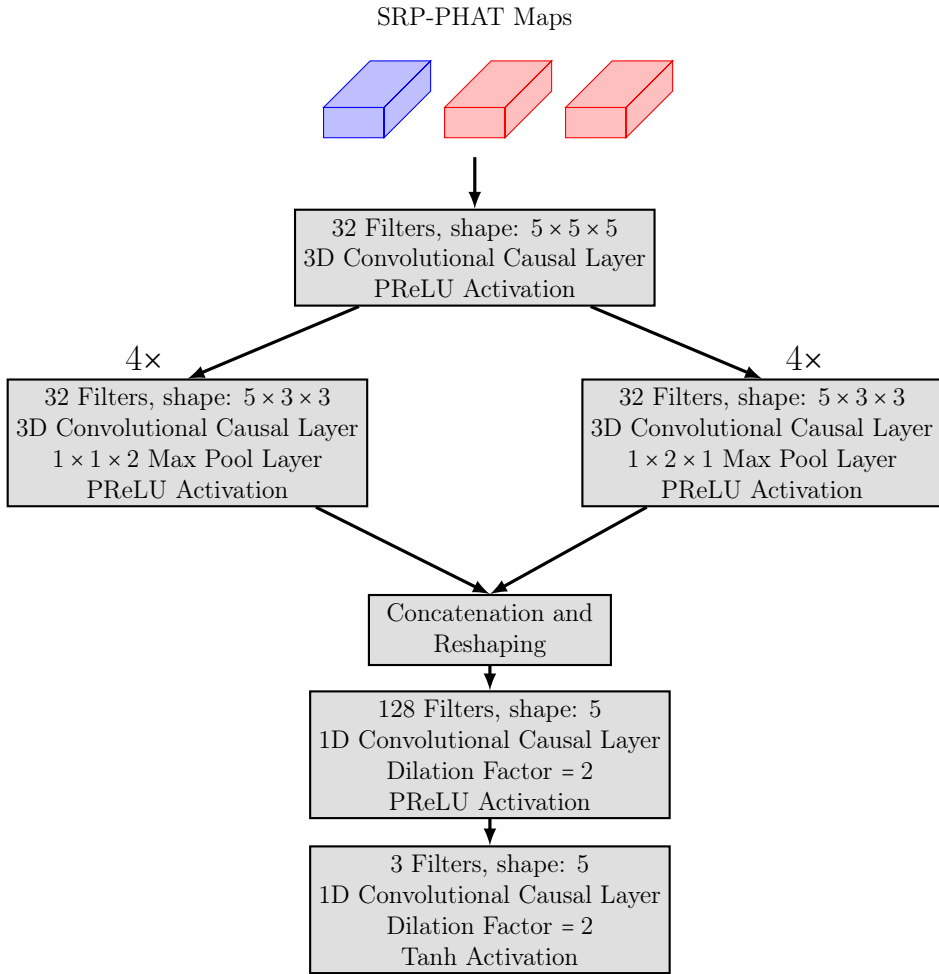 SRP-PHAT Maps
32 Filters, shape: 5 × 5 × 5
3D Convolutional Causal Layer
PReLU Activation
4×
32 Filters, shape: 5 × 3 × 3
3D Convolutional Causal Layer
1 × 1 × 2 Max Pool Layer
PReLU Activation
4×
32 Filters, shape: 5 × 3 × 3
3D Convolutional Causal Layer
1 × 2 × 1 Max Pool Layer
PReLU Activation
Concatenation and
Reshaping
128 Filters, shape: 5
1D Convolutional Causal Layer
Dilation Factor = 2
PReLU Activation
3 Filters, shape: 5
1D Convolutional Causal Layer
Dilation Factor = 2
Tanh Activation